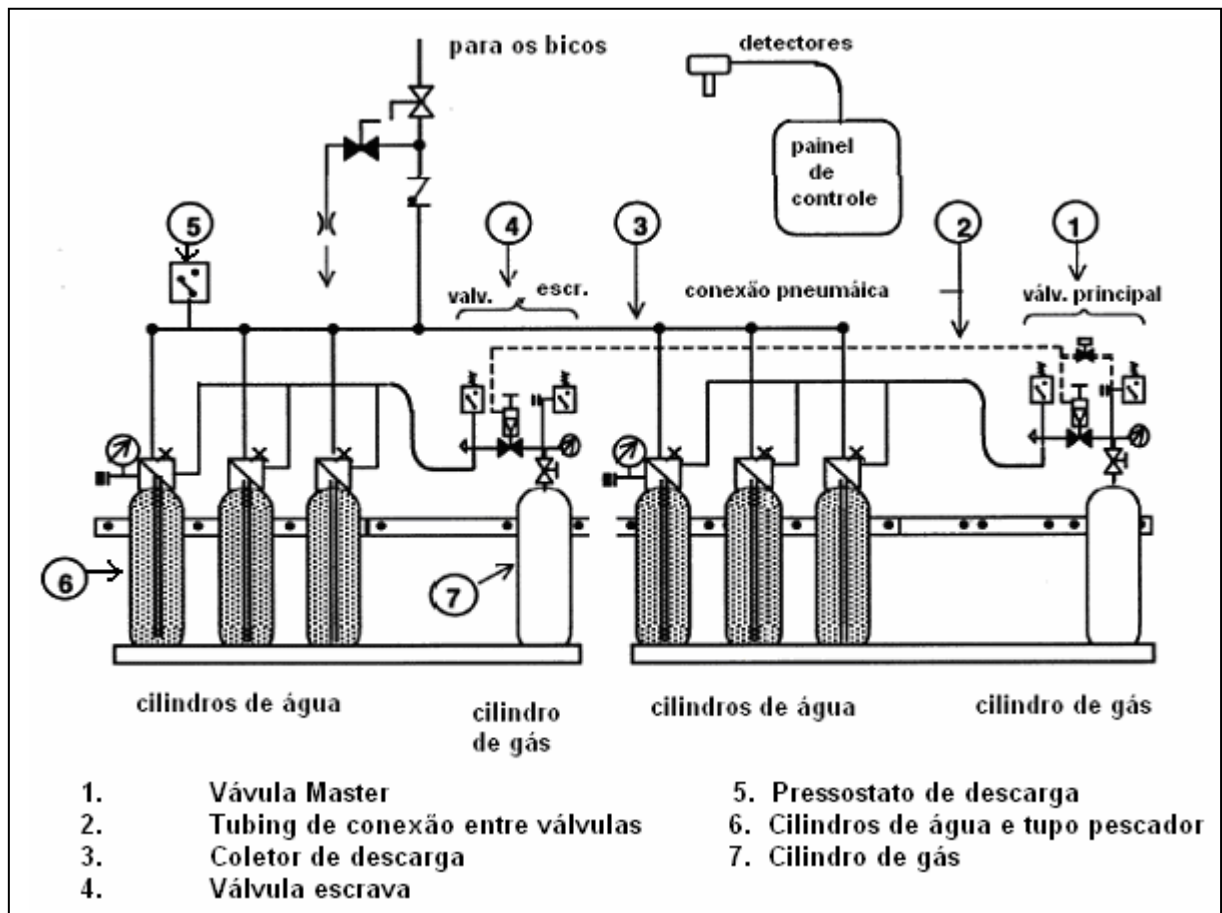 para os bicos
detectores
painel
de
controle
5
4
3
2
1
valv. escr.
conexão pneumáica
válv. principal
6
7
cilindros de água
cilindro
de gás
cilindros de água
cilindro de gás
1. Vávula Master
2. Tubing de conexão entre válvulas
3. Coletor de descarga
4. Válvula escrava
5. Pressostato de descarga
6. Cilindros de água e tupo pescador
7. Cilindro de gás